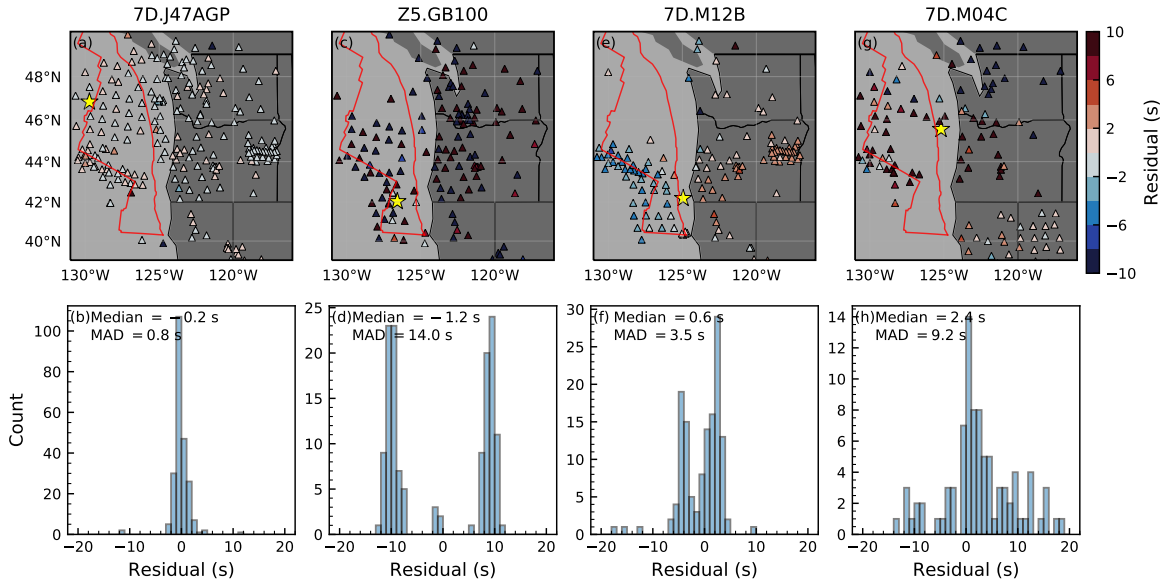 7D.J47AGP
Z5.GB100
7D.M12B
7D.M04C
(a)
(c)
(e)
(g)
48°N
46°N
44°N
42°N
40°N
130°W 125°W 120°W
130°W 125°W 120°W
130°W 125°W 120°W
130°W 125°W 120°W
10
6
2
−2
−6
−10
Residual (s)
(b) Median = −0.2 s
MAD = 0.8 s
(d) Median = −1.2 s
MAD = 14.0 s
(f) Median = 0.6 s
MAD = 3.5 s
(h) Median = 2.4 s
MAD = 9.2 s
Count
100
80
60
40
20
0
25
20
15
10
5
0
30
25
20
15
10
5
0
14
12
10
8
6
4
2
0
−20 −10 0 10 20
−20 −10 0 10 20
−20 −10 0 10 20
−20 −10 0 10 20
Residual (s)
Residual (s)
Residual (s)
Residual (s)